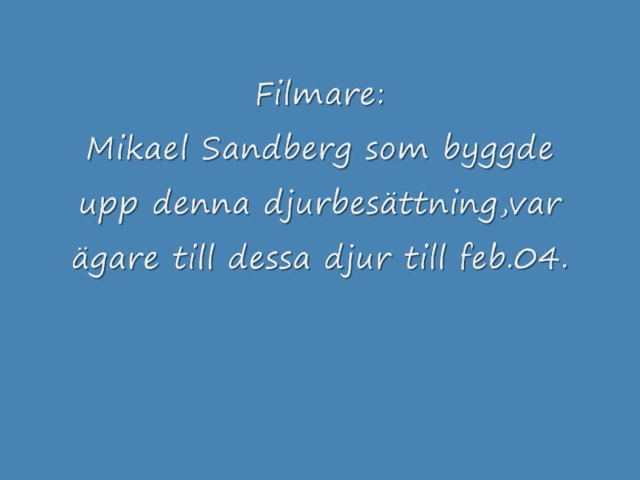 Filmare:
Mikael Sandberg som byggde
upp denna djurbesättning,var
ägare till dessa djur till feb.04.